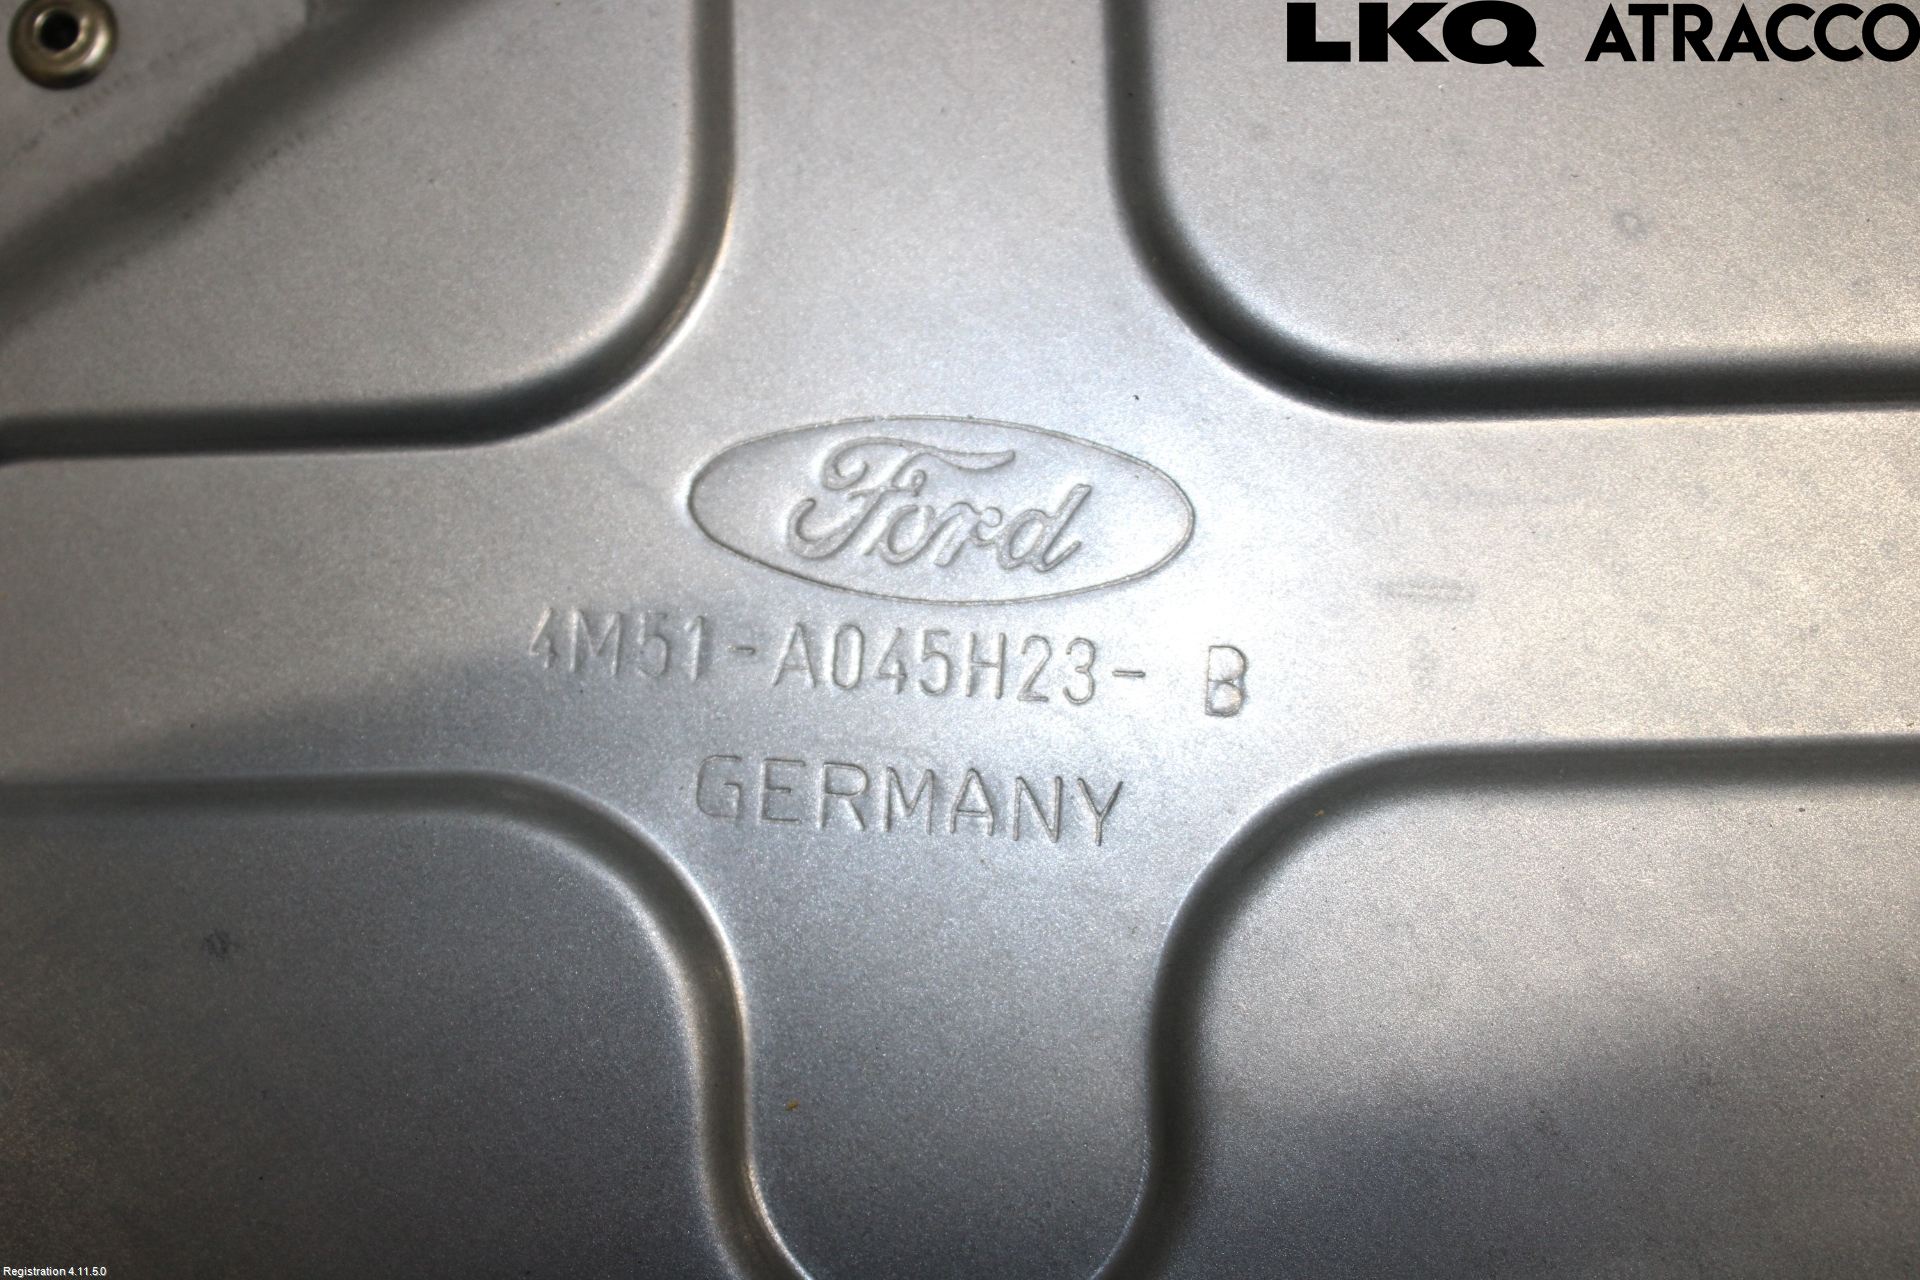 LKQ ATRACCO
Ford
4M51-A045H23- B
GERMANY
Registration 4.11.5.0